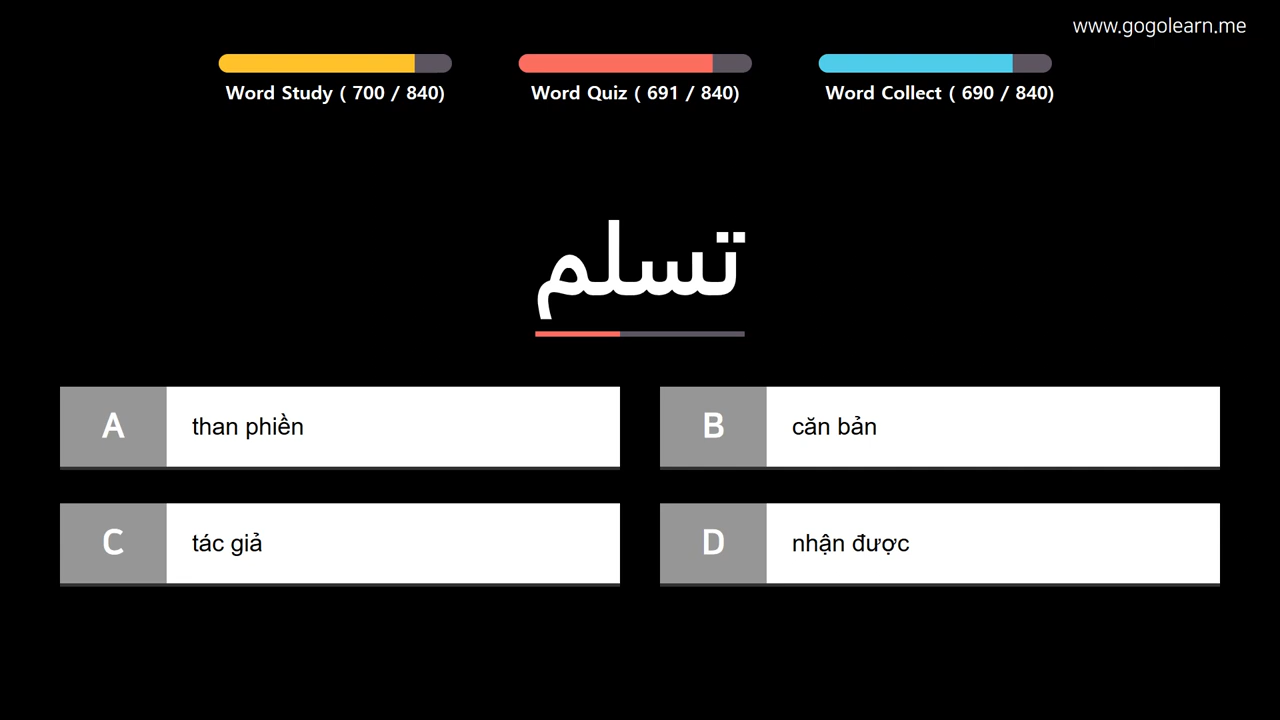 www.gogolearn.me
Word Study ( 700 / 840)
Word Quiz ( 691 / 840)
Word Collect ( 690 / 840)
تسلم
A
than phiền
B
căn bản
C
tác giả
D
nhận được